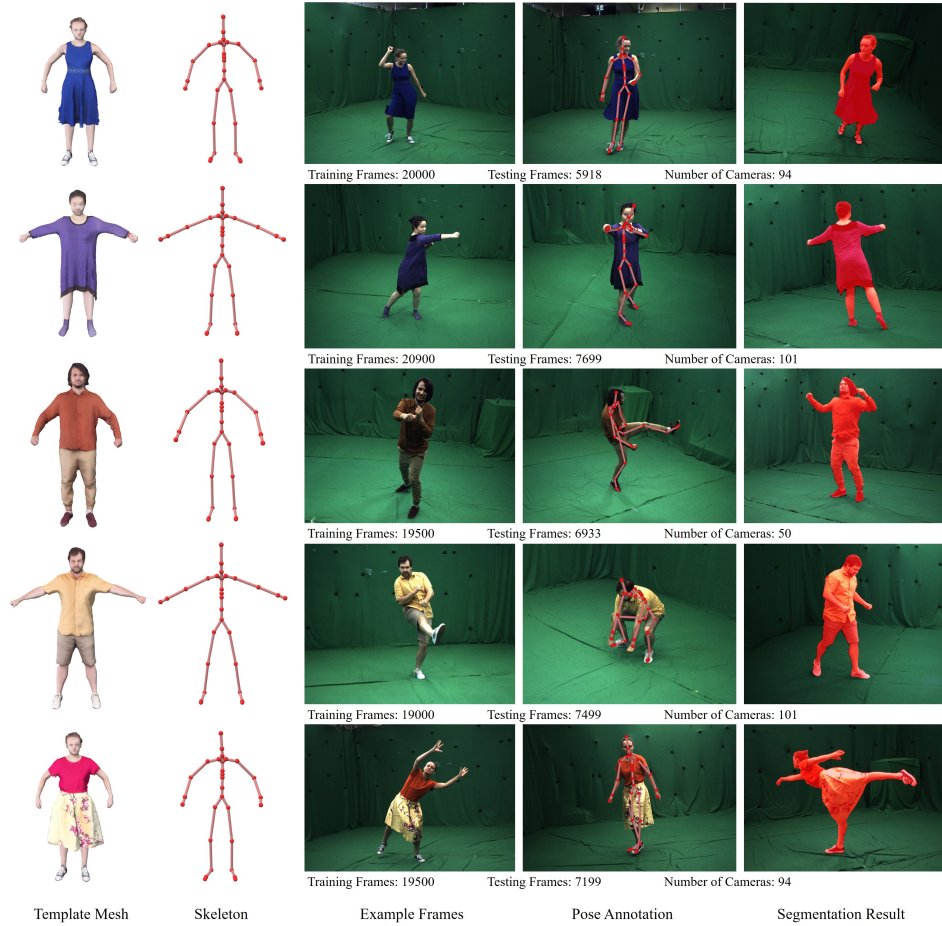 Training Frames: 20000 Testing Frames: 5918 Number of Cameras: 94
Training Frames: 20900 Testing Frames: 7699 Number of Cameras: 101
Training Frames: 19500 Testing Frames: 6933 Number of Cameras: 50
Training Frames: 19000 Testing Frames: 7499 Number of Cameras: 101
Training Frames: 19500 Testing Frames: 7199 Number of Cameras: 94
Template Mesh Skeleton Example Frames Pose Annotation Segmentation Result